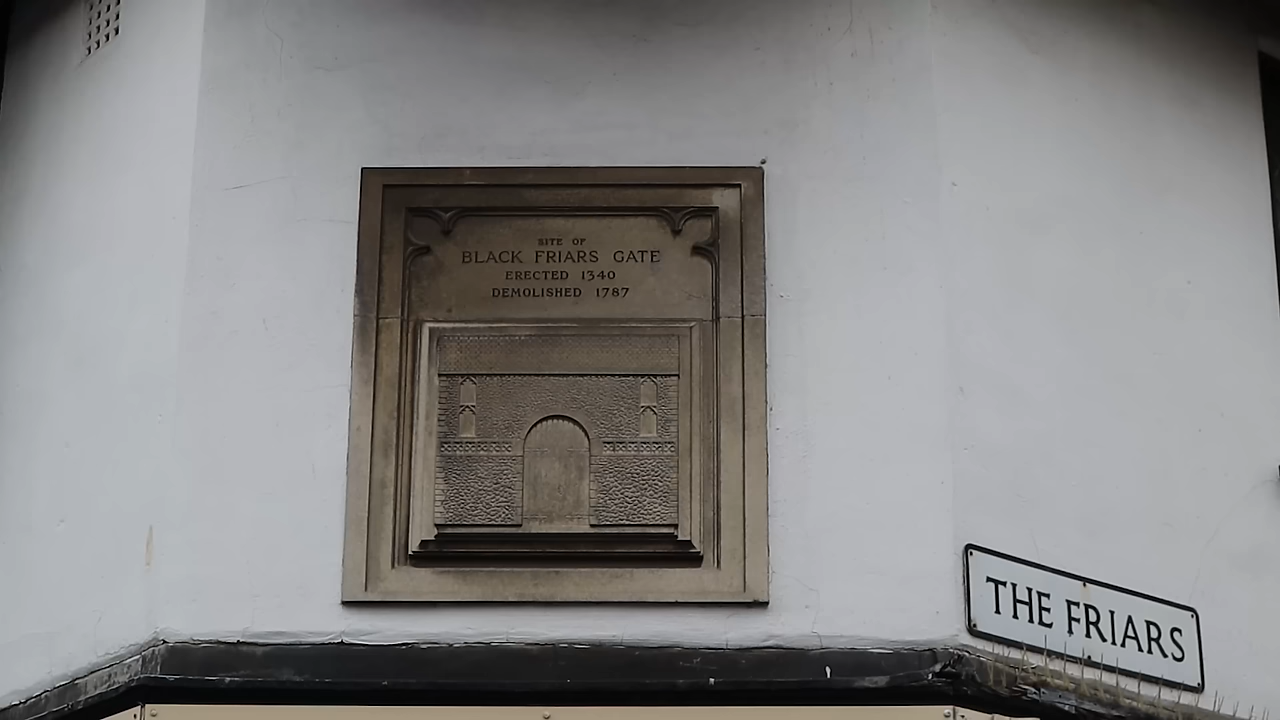 SITE OF
BLACK FRIARS GATE
ERECTED 1340
DEMOLISHED 1787
THE FRIARS